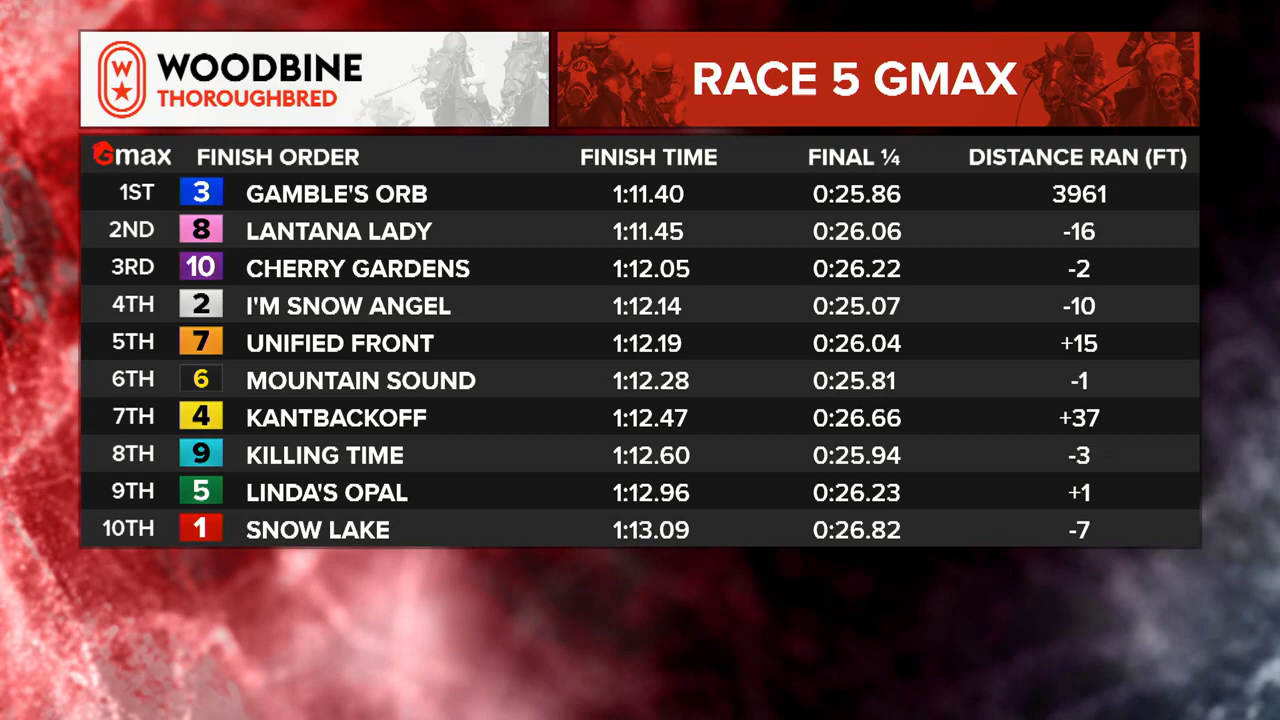 W WOODBINE THOROUGHBRED
RACE 5 GMAX
Gmax FINISH ORDER FINISH TIME FINAL ¼ DISTANCE RAN (FT)
1ST 3 GAMBLE'S ORB 1:11.40 0:25.86 3961
2ND 8 LANTANA LADY 1:11.45 0:26.06 -16
3RD 10 CHERRY GARDENS 1:12.05 0:26.22 -2
4TH 2 I'M SNOW ANGEL 1:12.14 0:25.07 -10
5TH 7 UNIFIED FRONT 1:12.19 0:26.04 +15
6TH 6 MOUNTAIN SOUND 1:12.28 0:25.81 -1
7TH 4 KANTBACKOFF 1:12.47 0:26.66 +37
8TH 9 KILLING TIME 1:12.60 0:25.94 -3
9TH 5 LINDA'S OPAL 1:12.96 0:26.23 +1
10TH 1 SNOW LAKE 1:13.09 0:26.82 -7